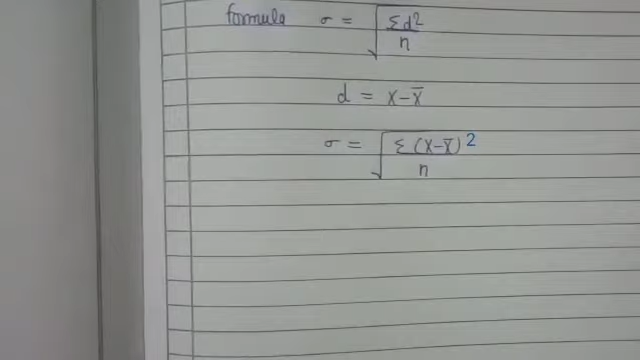 formula σ = √Σd²/n
d = x-x̄
σ = √Σ(x-x̄)²/n